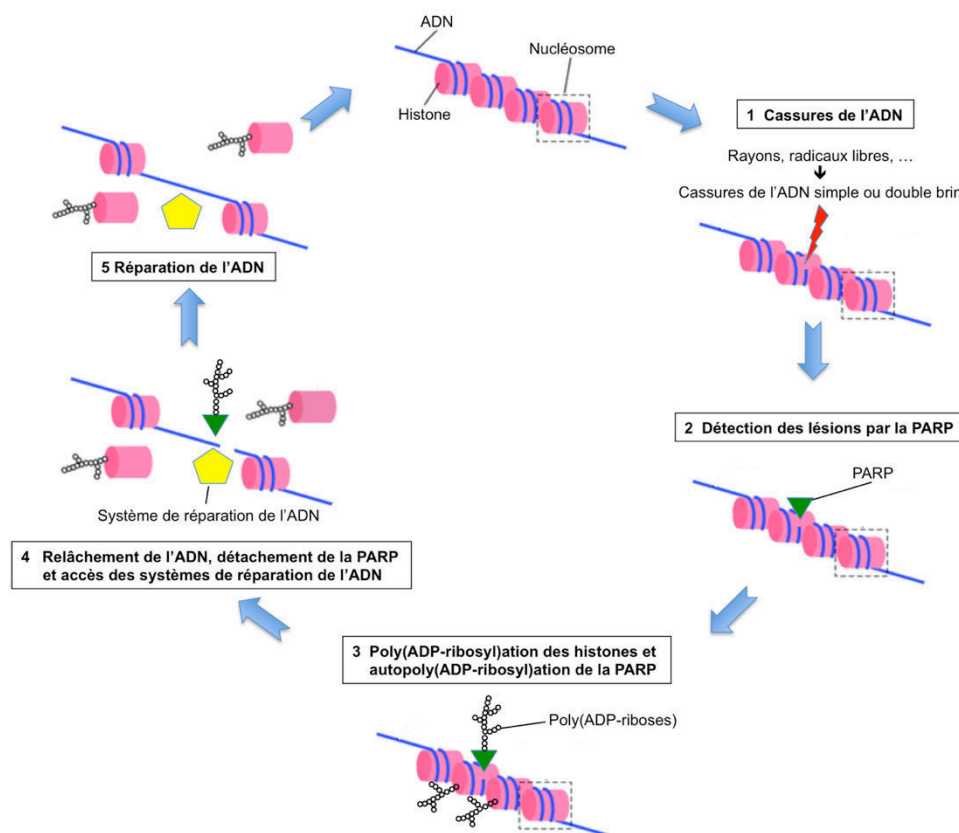 ADN
Nucléosome
Histone
1 Cassures de l'ADN
Rayons, radicaux libres, ...
Cassures de l'ADN simple ou double brin
2 Détection des lésions par la PARP
PARP
3 Poly(ADP-ribosyl)ation des histones et
autopoly(ADP-ribosyl)ation de la PARP
Poly(ADP-riboses)
Système de réparation de l'ADN
4 Relâchement de l'ADN, détachement de la PARP
et accès des systèmes de réparation de l'ADN
5 Réparation de l'ADN